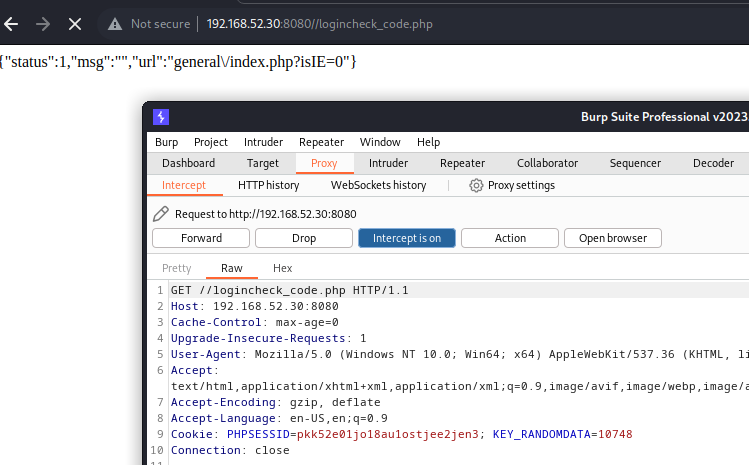 Not secure 192.168.52.30:8080//logincheck_code.php
{"status":1,"msg":"","url":"general\/index.php?isIE=0"}
Burp Suite Professional v2023.
Burp Project Intruder Repeater Window Help
Dashboard Target Proxy Intruder Repeater Collaborator Sequencer Decoder
Intercept HTTP history WebSockets history Proxy settings
Request to http://192.168.52.30:8080
Forward Drop Intercept is on Action Open browser
Pretty Raw Hex
1 GET //logincheck_code.php HTTP/1.1
2 Host: 192.168.52.30:8080
3 Cache-Control: max-age=0
4 Upgrade-Insecure-Requests: 1
5 User-Agent: Mozilla/5.0 (Windows NT 10.0; Win64; x64) AppleWebKit/537.36 (KHTML, li
6 Accept:
text/html,application/xhtml+xml,application/xml;q=0.9,image/avif,image/webp,image/a
7 Accept-Encoding: gzip, deflate
8 Accept-Language: en-US,en;q=0.9
9 Cookie: PHPSESSID=pkk52e01jo18au1ostjee2jen3; KEY_RANDOMDATA=10748
10 Connection: close